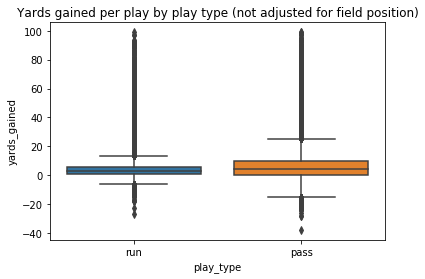 Yards gained per play by play type (not adjusted for field position)
100
80
60
40
20
0
−20
−40
yards_gained
run
pass
play_type